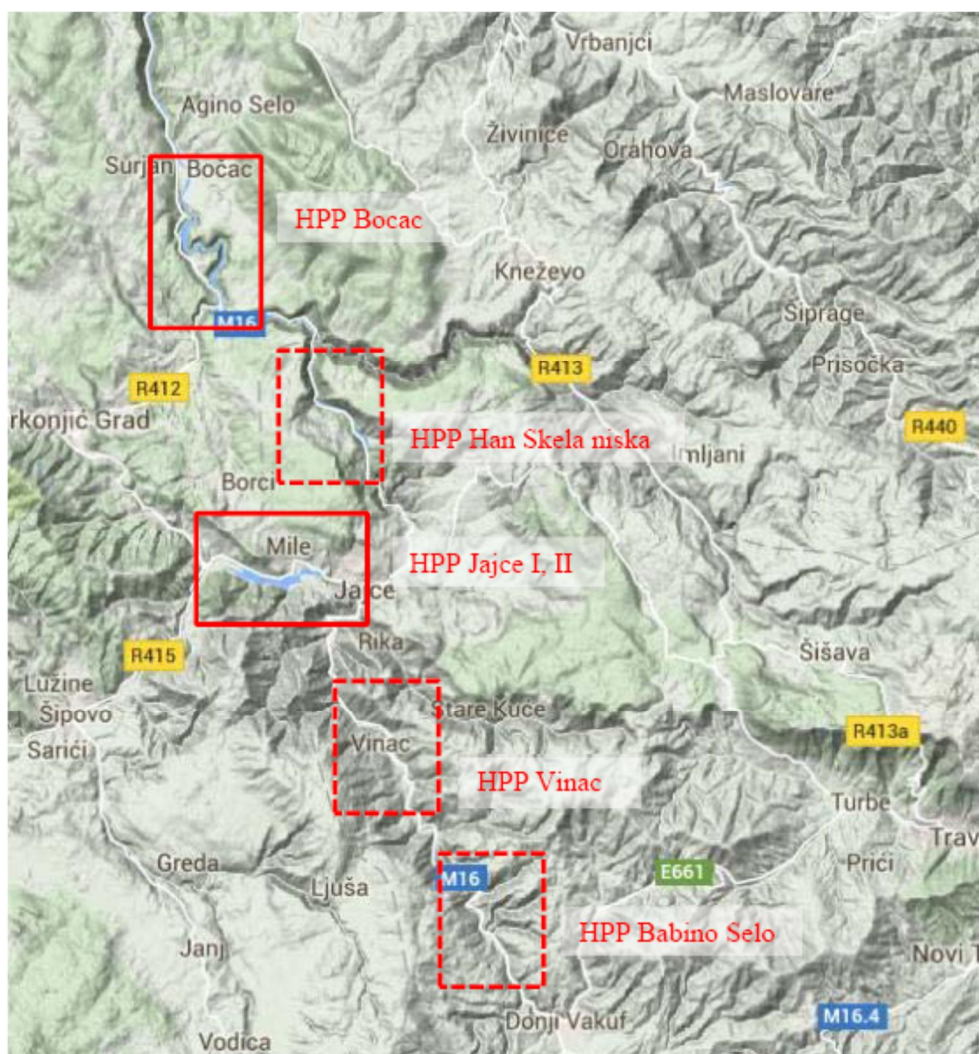 Vrbanjci
Maslovare
Agino Selo
Živinice
Orahova
Surjan
Bočac
HPP Bocac
Kneževo
M16
Šiprage
Prisočka
R413
R412
rkonjić Grad
R440
HPP Han Skela niska
Imljani
Borci
Mile
HPP Jajce I, II
Jajce
Rika
R415
Šišava
Lužine
Šipovo
Stare Kuće
Sarići
Vinac
R413a
HPP Vinac
Turbe
Trav
Greda
Ljuša
M16
E661
Prići
HPP Babino Selo
Janj
Novi T
Donji Vakuf
M16.4
Vodica